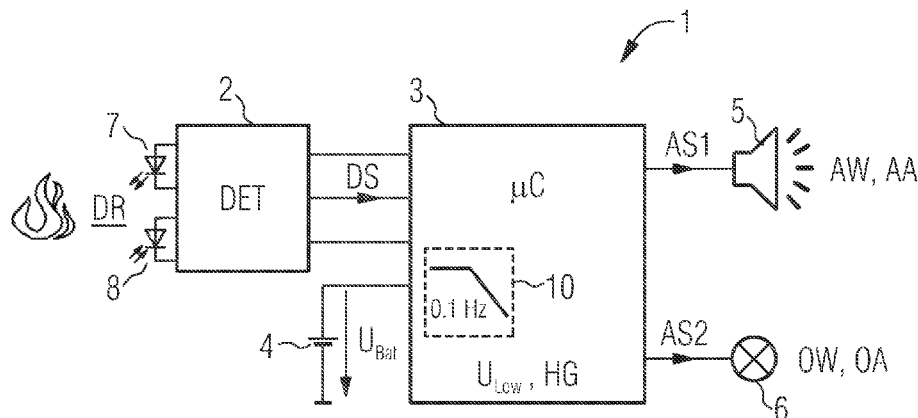 1
2
3
5
7
AS1
AW, AA
DS
µC
DET
DR
8
10
0.1 Hz
4
U_Bat
AS2
OW, OA
U_Low, HG
6